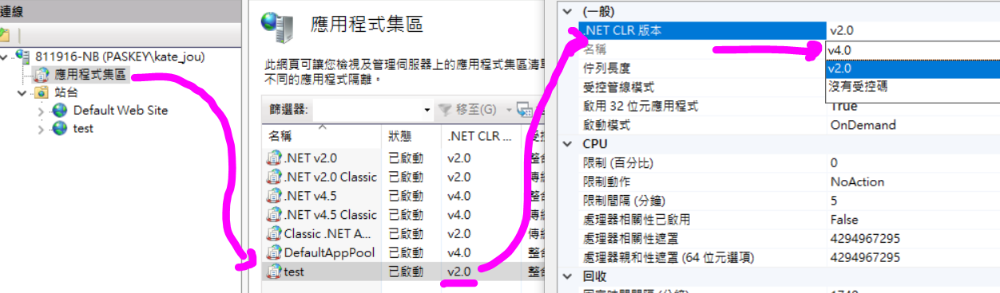 連線
811916-NB (PASKEY\kate_jou)
應用程式集區
站台
Default Web Site
test
應用程式集區
此網頁可讓您檢視及管理伺服器上的應用程式集區清單
不同的應用程式隔離。
篩選器:
移至(G)
名稱 狀態 .NET CLR ...
.NET v2.0 已啟動 v2.0 整合
.NET v2.0 Classic 已啟動 v2.0 傳統
.NET v4.5 已啟動 v4.0 整合
.NET v4.5 Classic 已啟動 v4.0 傳統
Classic .NET A... 已啟動 v2.0 傳統
DefaultAppPool 已啟動 v4.0 整合
test 已啟動 v2.0 整合
(一般)
.NET CLR 版本 v2.0
名稱 v4.0
佇列長度 v2.0
受控管線模式 沒有受控碼
啟用 32 位元應用程式 True
啟動模式 OnDemand
CPU
限制 (百分比) 0
限制動作 NoAction
限制間隔 (分鐘) 5
處理器相關性已啟用 False
處理器相關性遮罩 4294967295
處理器親和性遮罩 (64 位元選項) 4294967295
回收